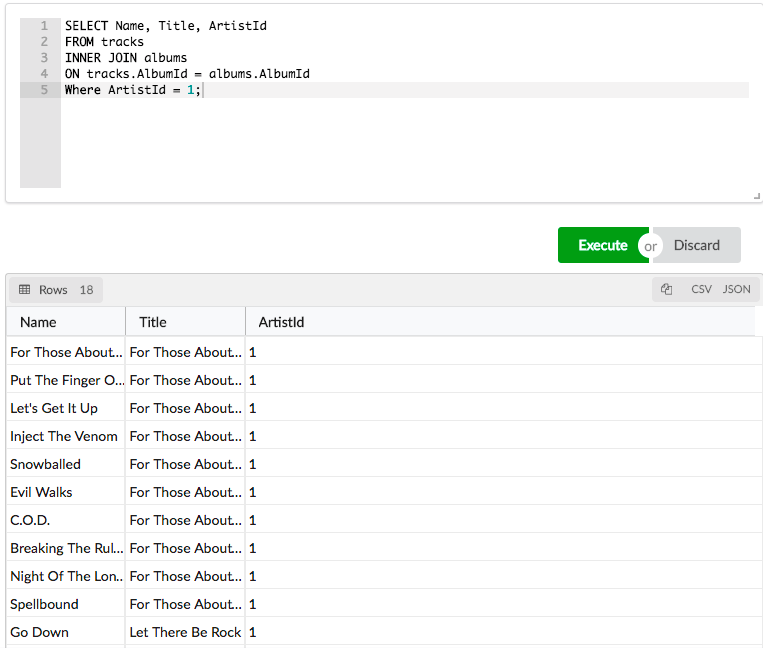 1 SELECT Name, Title, ArtistId
2 FROM tracks
3 INNER JOIN albums
4 ON tracks.AlbumId = albums.AlbumId
5 Where ArtistId = 1;
Execute or Discard
Rows 18 CSV JSON
Name Title ArtistId
For Those About... For Those About... 1
Put The Finger O... For Those About... 1
Let's Get It Up For Those About... 1
Inject The Venom For Those About... 1
Snowballed For Those About... 1
Evil Walks For Those About... 1
C.O.D. For Those About... 1
Breaking The Rul... For Those About... 1
Night Of The Lon... For Those About... 1
Spellbound For Those About... 1
Go Down Let There Be Rock 1